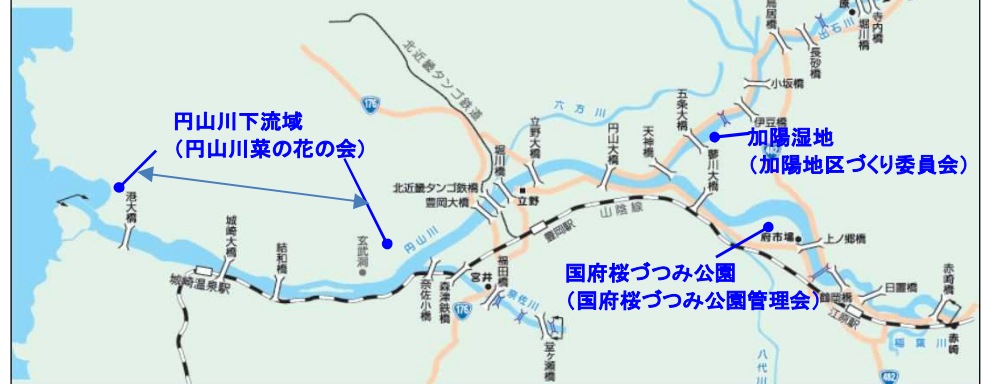 鳥居橋
出石川
原
堀川橋
寺内橋
長砂橋
小坂橋
伊豆橋
五条大橋
加陽湿地
（加陽地区づくり委員会）
北近畿タンゴ鉄道
176
六方川
円山川下流域
（円山川菜の花の会）
立野大橋
円山大橋
天神橋
堀川橋
北近畿タンゴ鉄橋
豊岡大橋
立野
山陰線
豊岡駅
港大橋
城崎大橋
結和橋
玄武洞
円山川
府市場
上ノ郷橋
城崎温泉駅
奈佐小橋
森津鉄橋
宮井
福田橋
奈佐川
176
堂ヶ瀬橋
国府桜づつみ公園
（国府桜づつみ公園管理会）
鶴岡橋
日置橋
赤崎橋
江原駅
赤崎
稲葉川
八代川
482